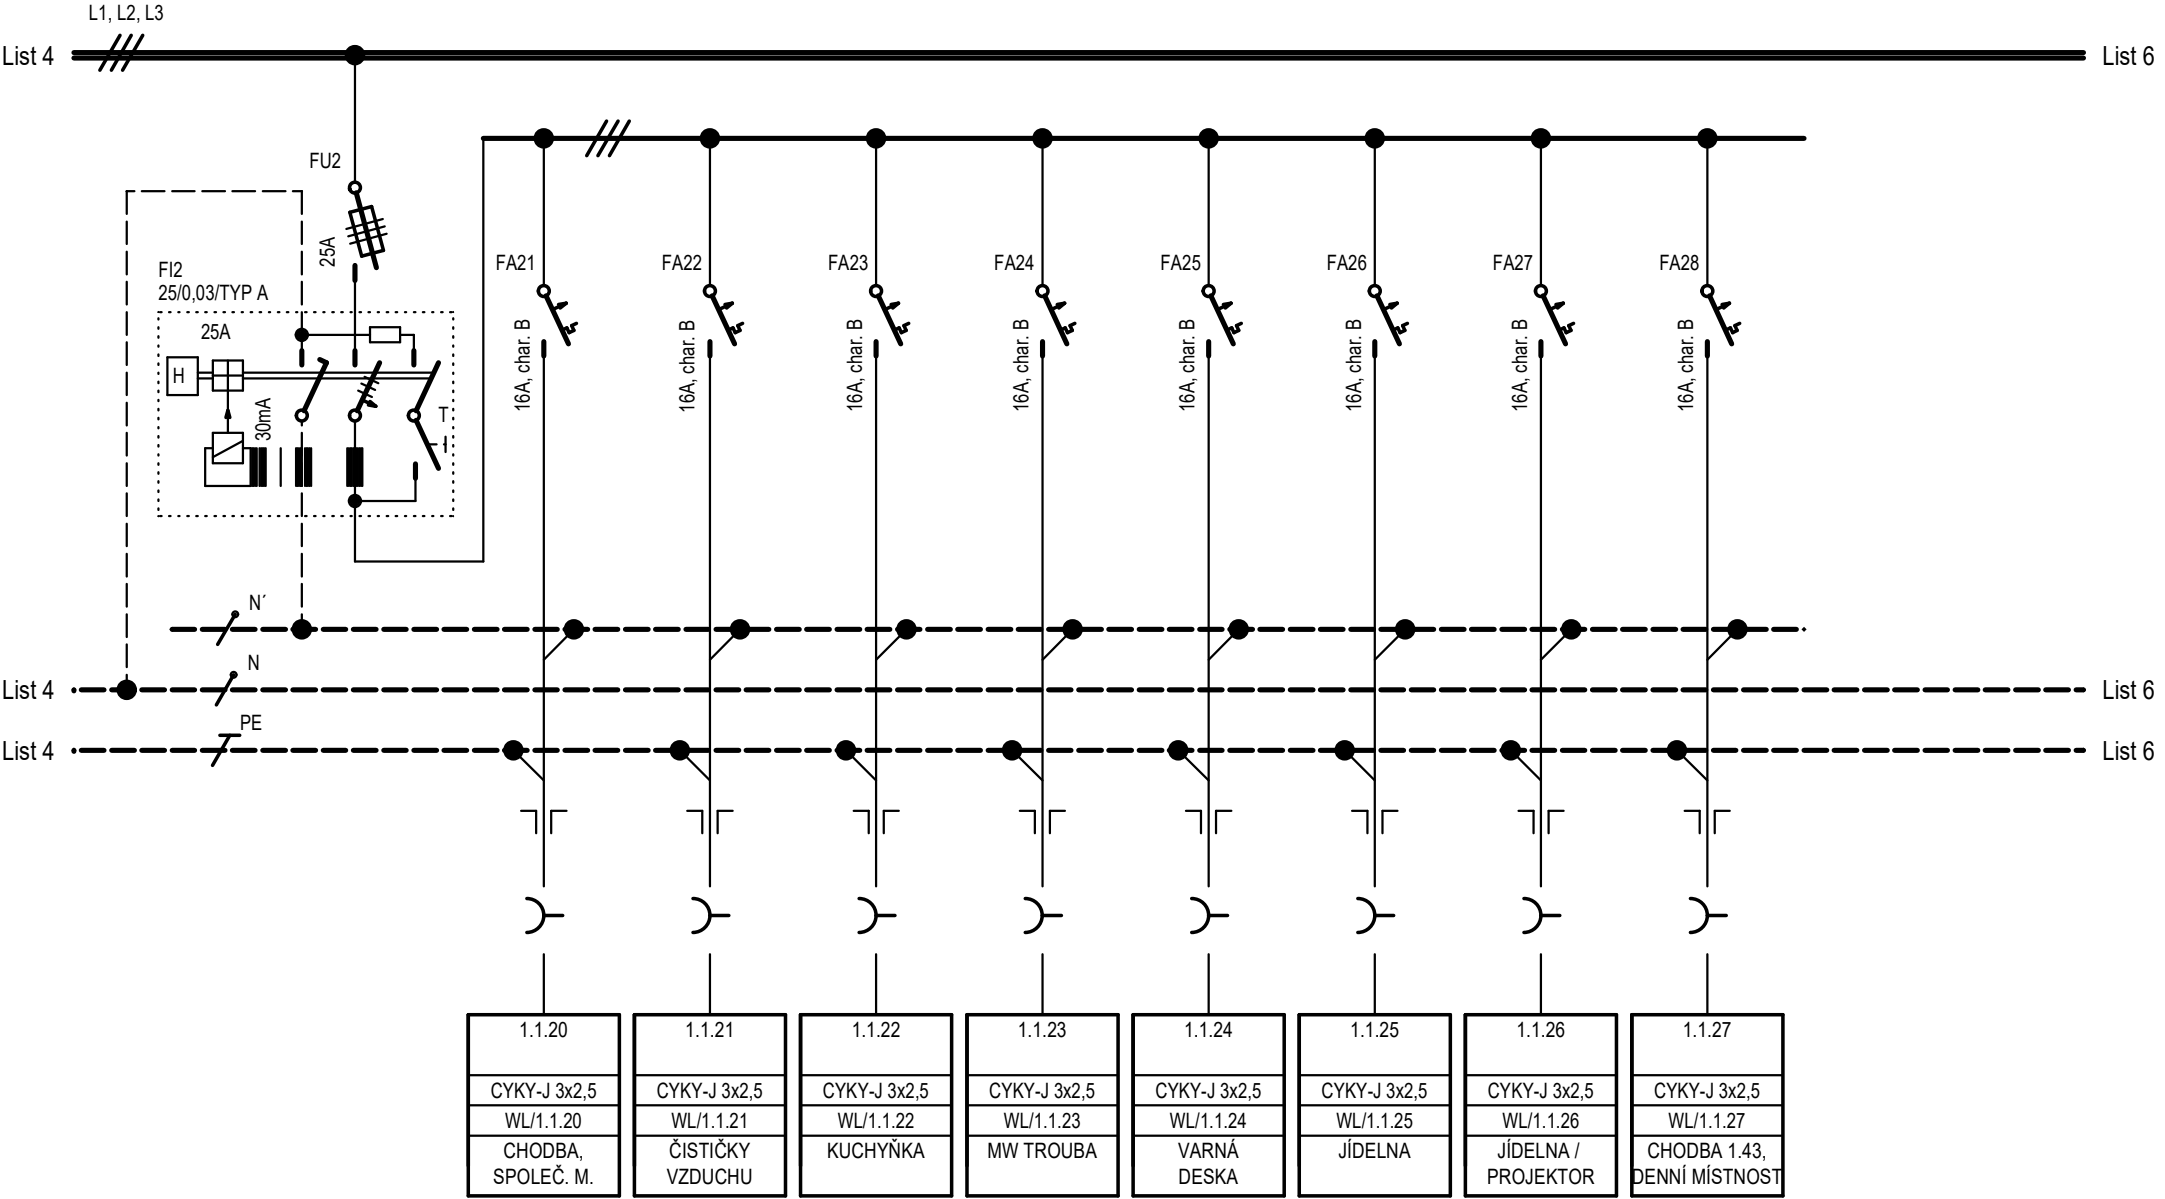 L1, L2, L3
List 4
List 6
FU2
25A
FI2
25/0,03/TYP A
25A
H
30mA
T
FA21
16A, char. B
FA22
16A, char. B
FA23
16A, char. B
FA24
16A, char. B
FA25
16A, char. B
FA26
16A, char. B
FA27
16A, char. B
FA28
16A, char. B
N´
N
List 4
List 6
PE
List 4
List 6
1.1.20
CYKY-J 3x2,5
WL/1.1.20
CHODBA,
SPOLEČ. M.
1.1.21
CYKY-J 3x2,5
WL/1.1.21
ČISTIČKY
VZDUCHU
1.1.22
CYKY-J 3x2,5
WL/1.1.22
KUCHYŇKA
1.1.23
CYKY-J 3x2,5
WL/1.1.23
MW TROUBA
1.1.24
CYKY-J 3x2,5
WL/1.1.24
VARNÁ
DESKA
1.1.25
CYKY-J 3x2,5
WL/1.1.25
JÍDELNA
1.1.26
CYKY-J 3x2,5
WL/1.1.26
JÍDELNA /
PROJEKTOR
1.1.27
CYKY-J 3x2,5
WL/1.1.27
CHODBA 1.43,
DENNÍ MÍSTNOST